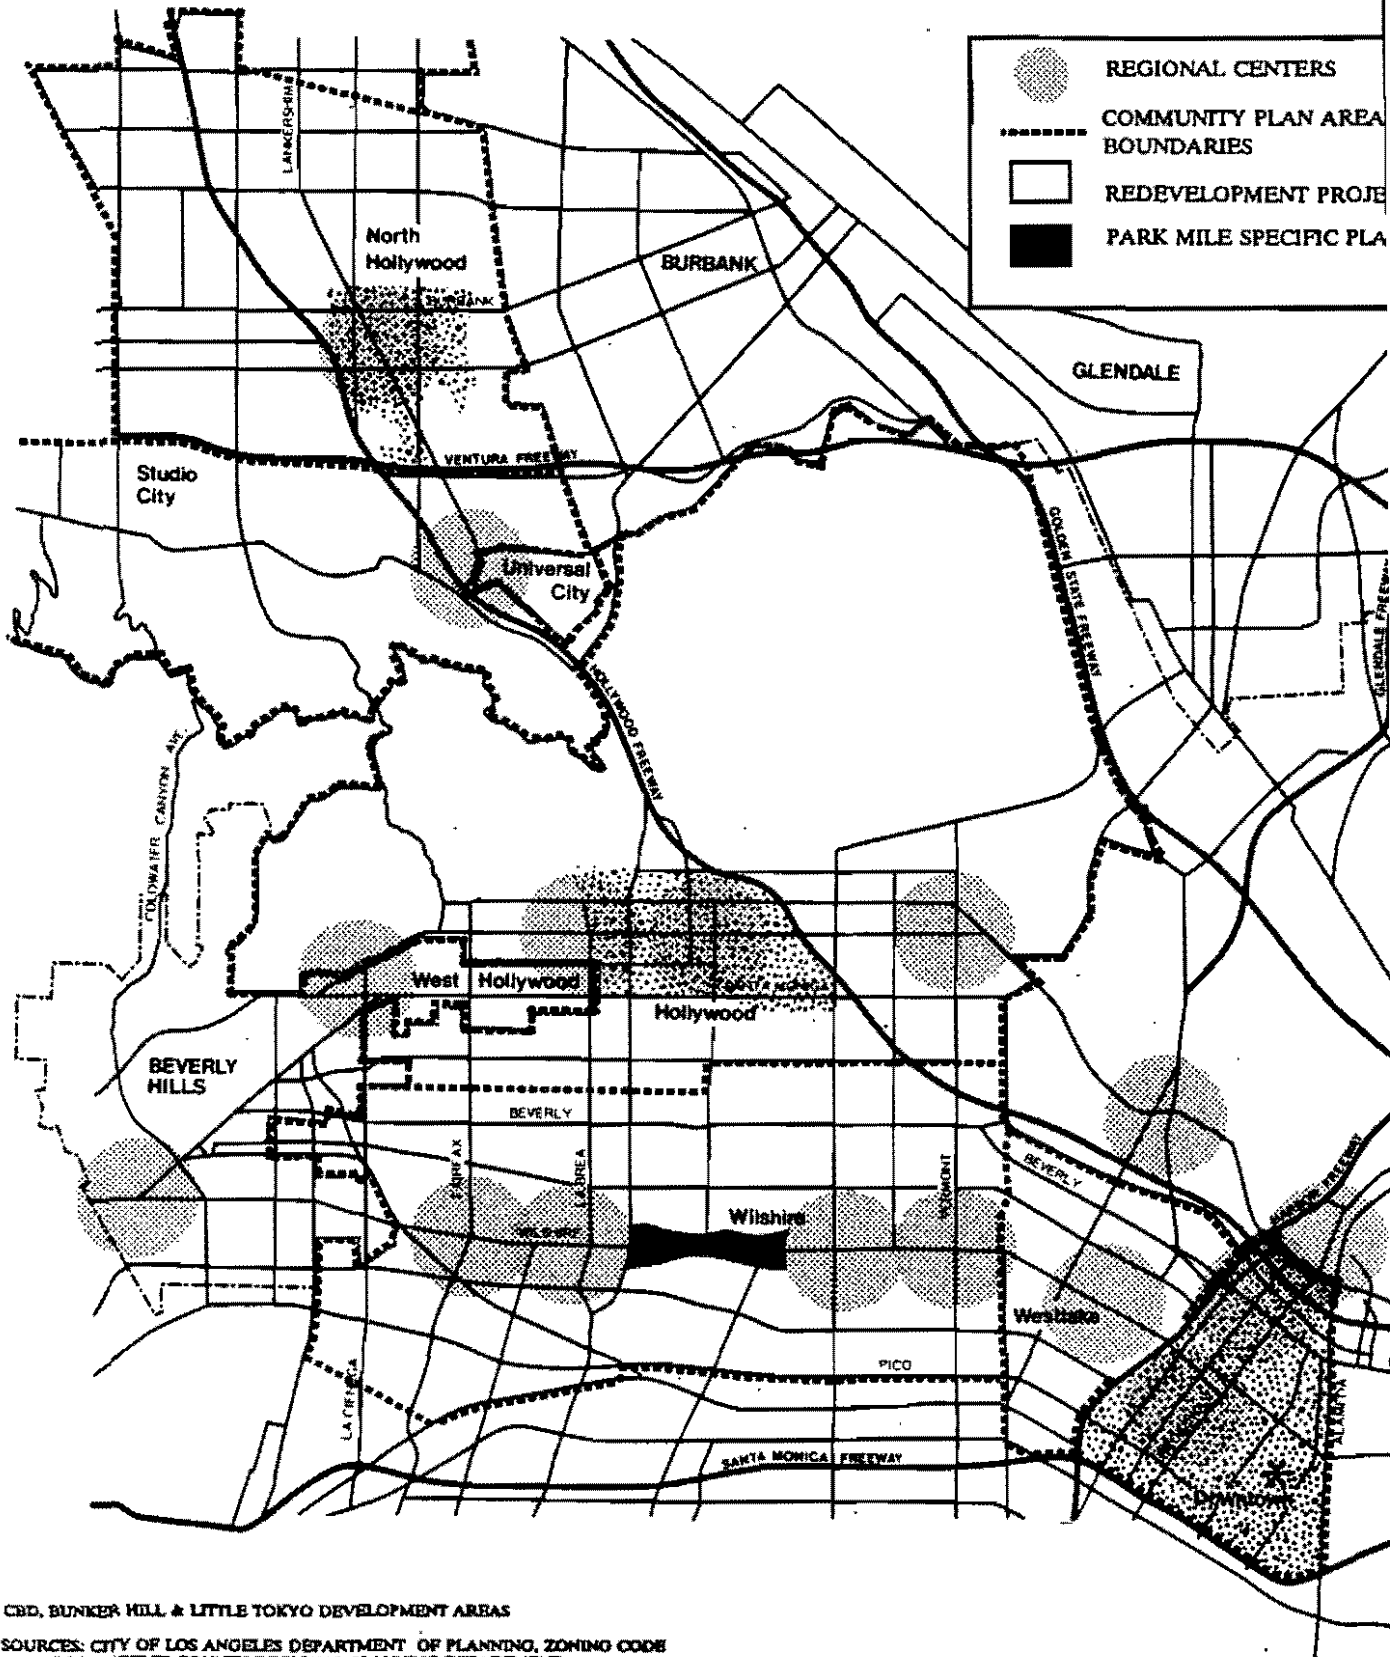 REGIONAL CENTERS
COMMUNITY PLAN AREA
BOUNDARIES
REDEVELOPMENT PROJE
PARK MILE SPECIFIC PLA
LANKERSHIM
North
Hollywood
BURBANK
BURBANK
GLENDALE
VENTURA FREEWAY
Studio
City
Universal
City
GOLDEN STATE FREEWAY
GLENDALE FREEWAY
HOLLYWOOD FREEWAY
COLDWATER CANYON AVE.
West Hollywood
SANTA MONICA
Hollywood
BEVERLY
HILLS
BEVERLY
FAIRFAX
LA BREA
VERMONT
BEVERLY
HARBOR FREEWAY
WILSHIRE
Wilshire
Westlake
PICO
LA CIENEGA
ALAMEDA
SANTA MONICA FREEWAY
Downtown
CBD, BUNKER HILL & LITTLE TOKYO DEVELOPMENT AREAS
SOURCES: CITY OF LOS ANGELES DEPARTMENT OF PLANNING, ZONING CODE